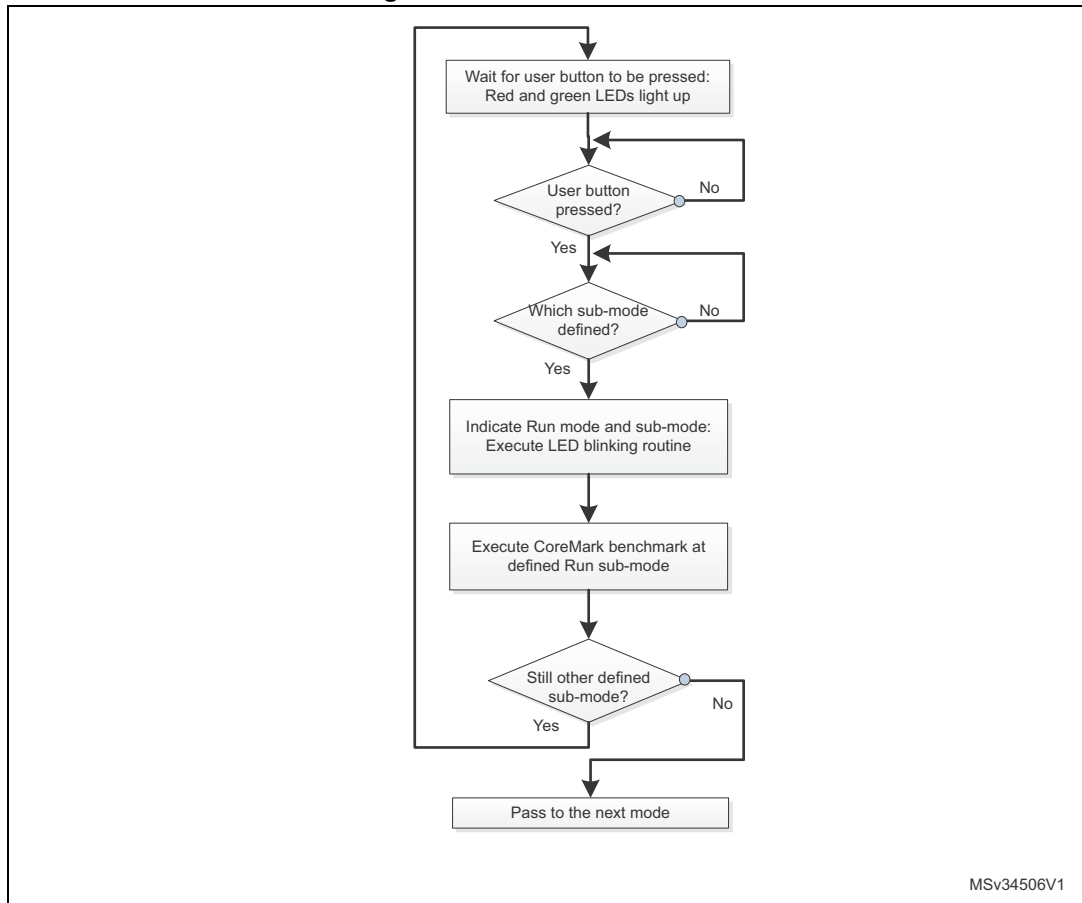 Wait for user button to be pressed:
Red and green LEDs light up
User button
pressed?
No
Yes
Which sub-mode
defined?
No
Yes
Indicate Run mode and sub-mode:
Execute LED blinking routine
Execute CoreMark benchmark at
defined Run sub-mode
Still other defined
sub-mode?
No
Yes
Pass to the next mode
MSv34506V1